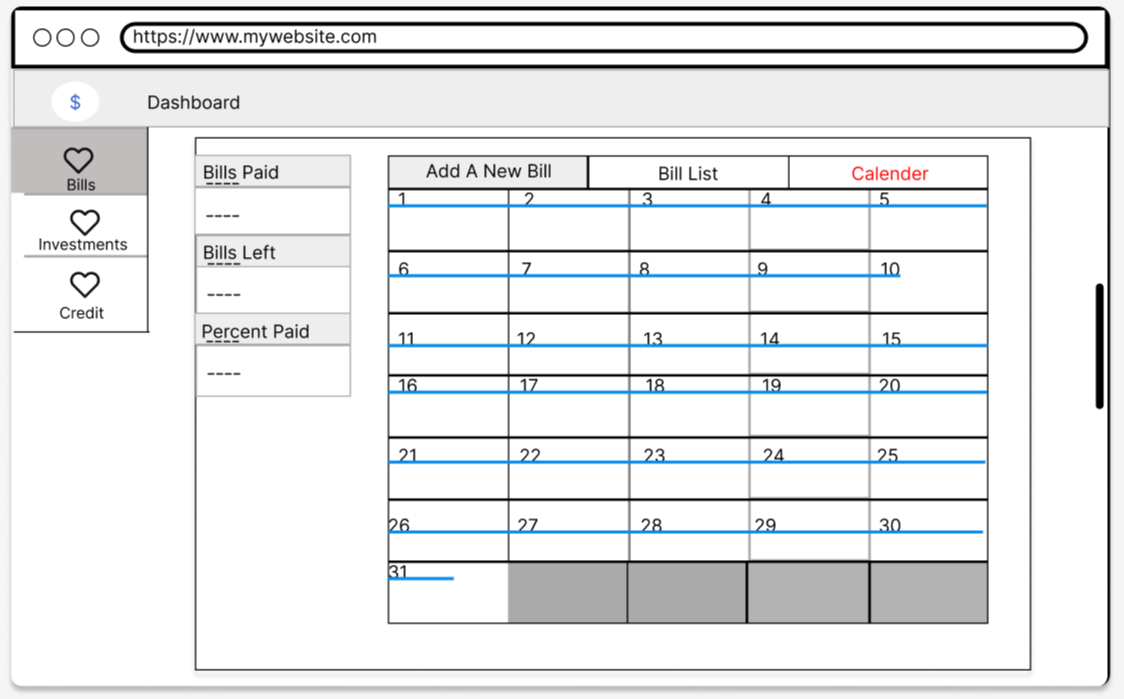 https://www.mywebsite.com
$ Dashboard
Bills
Investments
Credit
Bills Paid
----
Bills Left
----
Percent Paid
----
Add A New Bill Bill List Calender
1 2 3 4 5
6 7 8 9 10
11 12 13 14 15
16 17 18 19 20
21 22 23 24 25
26 27 28 29 30
31